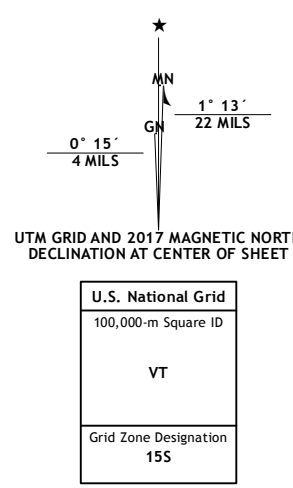 ★
MN
1° 13´
22 MILS
GN
0° 15´
4 MILS
UTM GRID AND 2017 MAGNETIC NORT
DECLINATION AT CENTER OF SHEET
U.S. National Grid
100,000-m Square ID
VT
Grid Zone Designation
15S